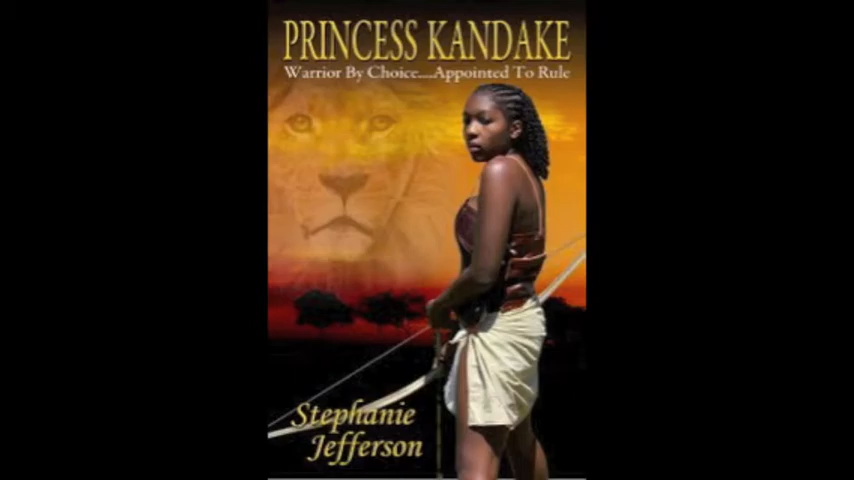 PRINCESS KANDAKE
Warrior By Choice....Appointed To Rule
Stephanie
Jefferson